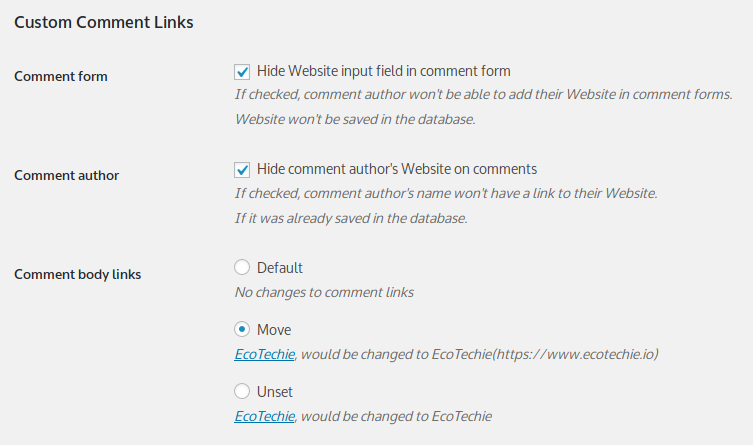 Custom Comment Links
Comment form
Hide Website input field in comment form
If checked, comment author won't be able to add their Website in comment forms.
Website won't be saved in the database.
Comment author
Hide comment author's Website on comments
If checked, comment author's name won't have a link to their Website.
If it was already saved in the database.
Comment body links
Default
No changes to comment links
Move
EcoTechie, would be changed to EcoTechie(https://www.ecotechie.io)
Unset
EcoTechie, would be changed to EcoTechie